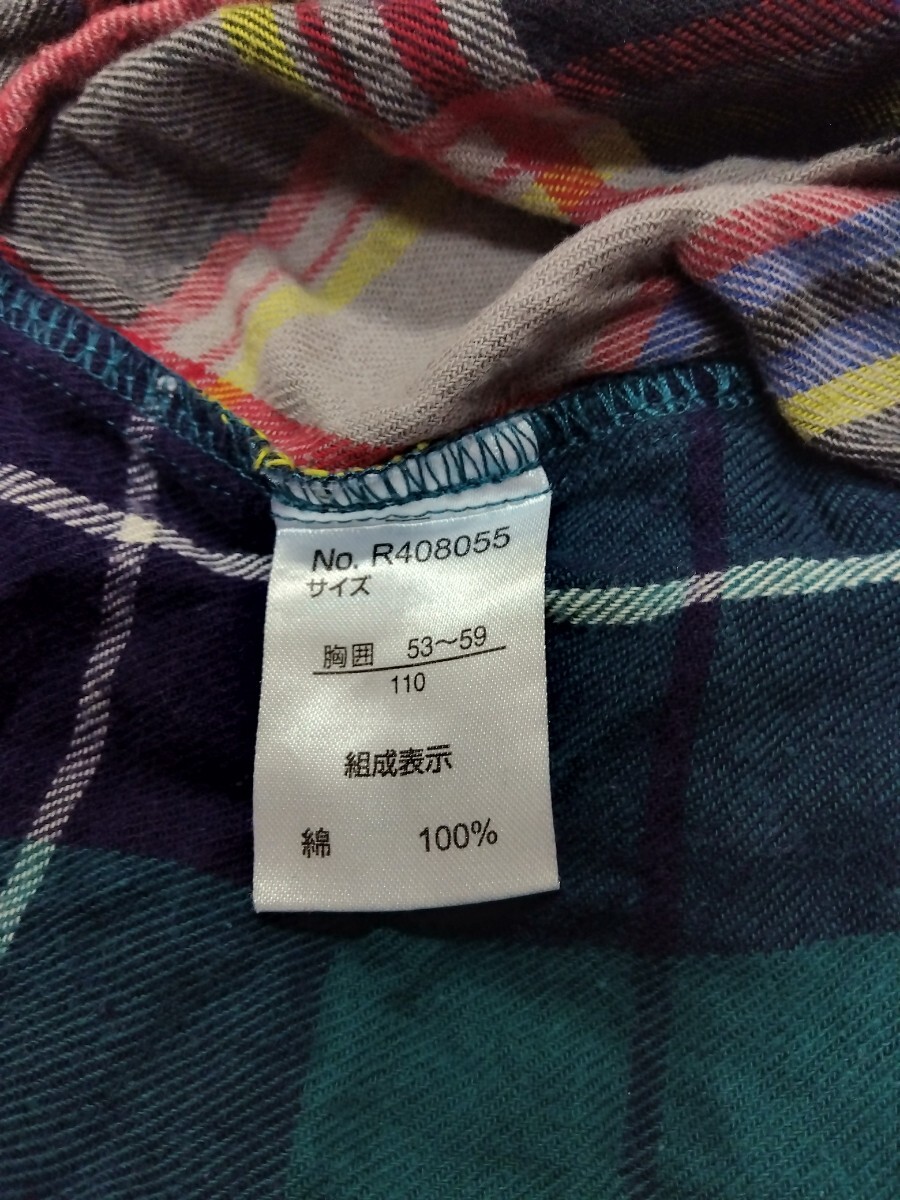 No. R408055
サイズ
胸囲 53～59
110
組成表示
綿 100%